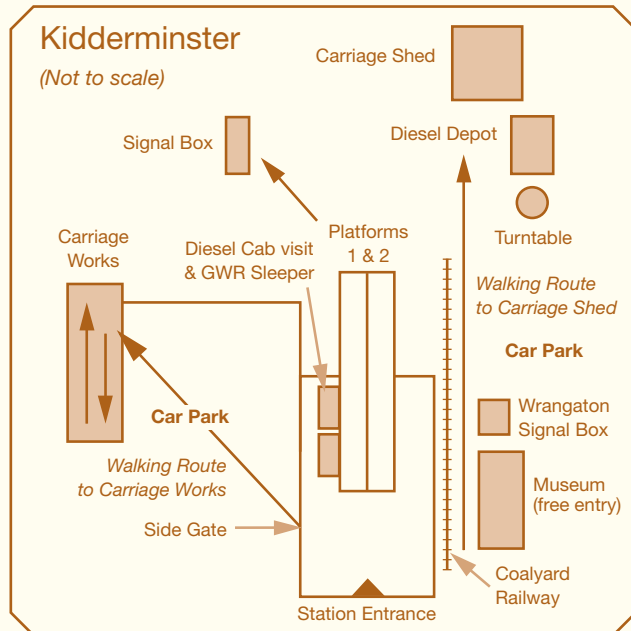 Kidderminster
(Not to scale)
Carriage Shed
Signal Box
Diesel Depot
Carriage
Works
Diesel Cab visit
& GWR Sleeper
Platforms
1 & 2
Turntable
Walking Route
to Carriage Shed
Car Park
Car Park
Wrangaton
Signal Box
Walking Route
to Carriage Works
Museum
(free entry)
Side Gate
Coalyard
Railway
Station Entrance